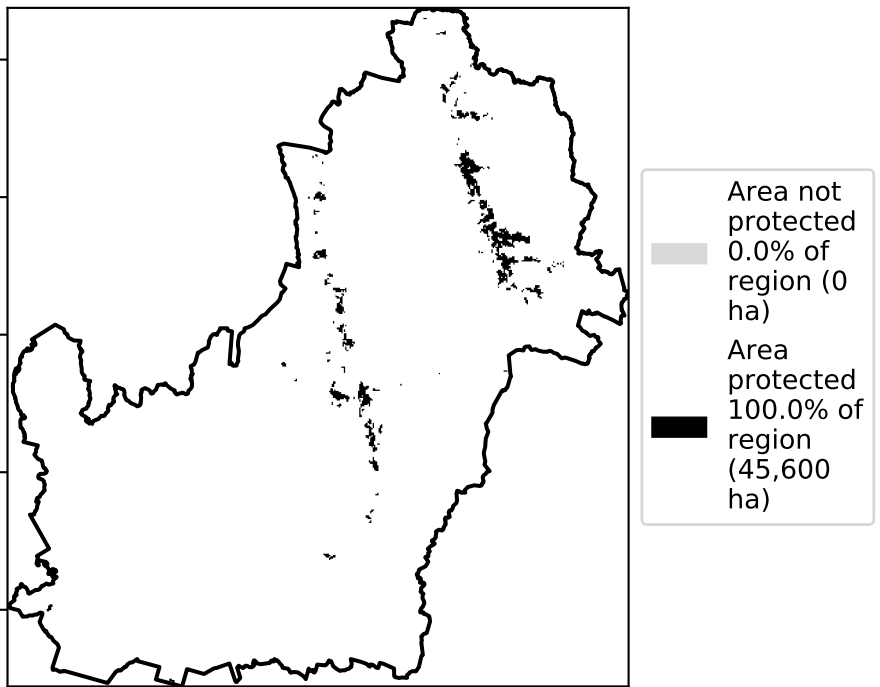 Area not
protected
0.0% of
region (0
ha)
Area
protected
100.0% of
region
(45,600
ha)